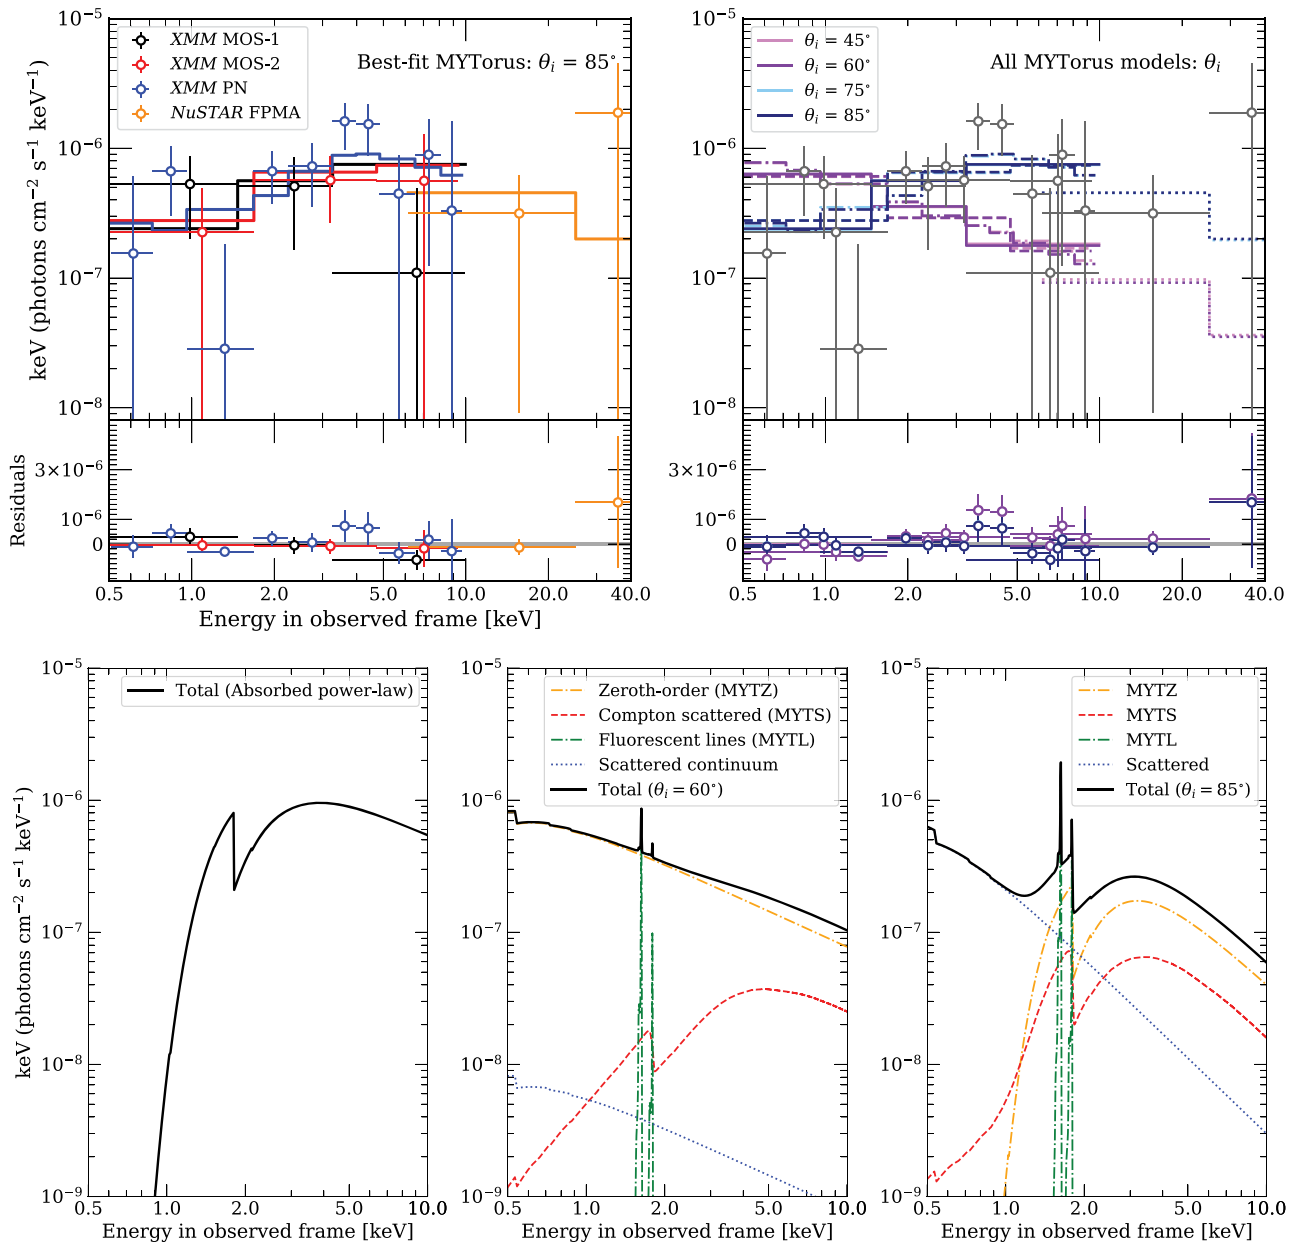 10⁻⁵
XMM MOS-1
XMM MOS-2
XMM PN
NuSTAR FPMA
Best-fit MYTorus: θᵢ = 85°
10⁻⁶
10⁻⁷
10⁻⁸
keV (photons cm⁻² s⁻¹ keV⁻¹)
3×10⁻⁶
10⁻⁶
0
Residuals
0.5 1.0 2.0 5.0 10.0 20.0 40.0
Energy in observed frame [keV]
10⁻⁵
θᵢ = 45°
θᵢ = 60°
θᵢ = 75°
θᵢ = 85°
All MYTorus models: θᵢ
10⁻⁶
10⁻⁷
10⁻⁸
3×10⁻⁶
10⁻⁶
0
0.5 1.0 2.0 5.0 10.0 20.0 40.0
10⁻⁵
Total (Absorbed power-law)
10⁻⁶
10⁻⁷
10⁻⁸
10⁻⁹
keV (photons cm⁻² s⁻¹ keV⁻¹)
0.5 1.0 2.0 5.0 10.0
Energy in observed frame [keV]
10⁻⁵
Zeroth-order (MYTZ)
Compton scattered (MYTS)
Fluorescent lines (MYTL)
Scattered continuum
Total (θᵢ = 60°)
10⁻⁶
10⁻⁷
10⁻⁸
10⁻⁹
0.5 1.0 2.0 5.0 10.0
Energy in observed frame [keV]
10⁻⁵
MYTZ
MYTS
MYTL
Scattered
Total (θᵢ = 85°)
10⁻⁶
10⁻⁷
10⁻⁸
10⁻⁹
0.5 1.0 2.0 5.0 10.0
Energy in observed frame [keV]